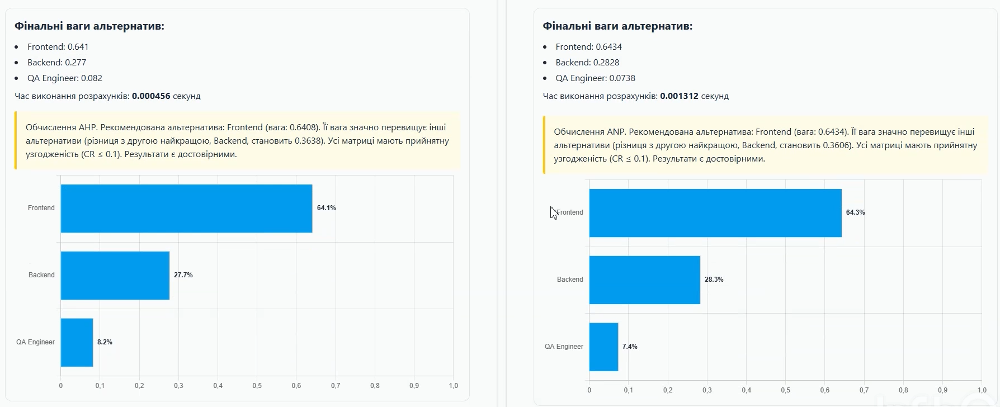 Фінальні ваги альтернатив:
Frontend: 0.641
Backend: 0.277
QA Engineer: 0.082
Час виконання розрахунків: 0.000456 секунд
Обчислення AHP. Рекомендована альтернатива: Frontend (вага: 0.6408). Її вага значно перевищує інші
альтернативи (різниця з другою найкращою, Backend, становить 0.3638). Усі матриці мають прийнятну
узгодженість (CR ≤ 0.1). Результати є достовірними.
Frontend
64.1%
Backend
27.7%
QA Engineer
8.2%
0 0,1 0,2 0,3 0,4 0,5 0,6 0,7 0,8 0,9 1,0
Фінальні ваги альтернатив:
Frontend: 0.6434
Backend: 0.2828
QA Engineer: 0.0738
Час виконання розрахунків: 0.001312 секунд
Обчислення ANP. Рекомендована альтернатива: Frontend (вага: 0.6434). Її вага значно перевищує інші
альтернативи (різниця з другою найкращою, Backend, становить 0.3606). Усі матриці мають прийнятну
узгодженість (CR ≤ 0.1). Результати є достовірними.
Frontend
64.3%
Backend
28.3%
QA Engineer
7.4%
0 0,1 0,2 0,3 0,4 0,5 0,6 0,7 0,8 0,9 1,0